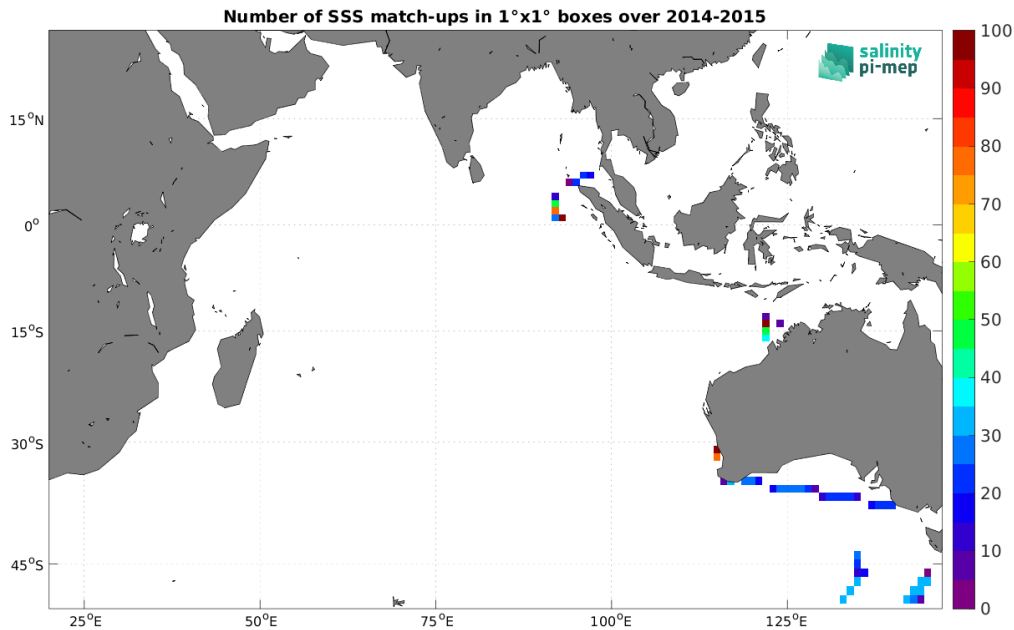 Number of SSS match-ups in 1°x1° boxes over 2014-2015
salinity
pi-mep
100
90
80
70
60
50
40
30
20
10
0
15°N
0°
15°S
30°S
45°S
25°E
50°E
75°E
100°E
125°E